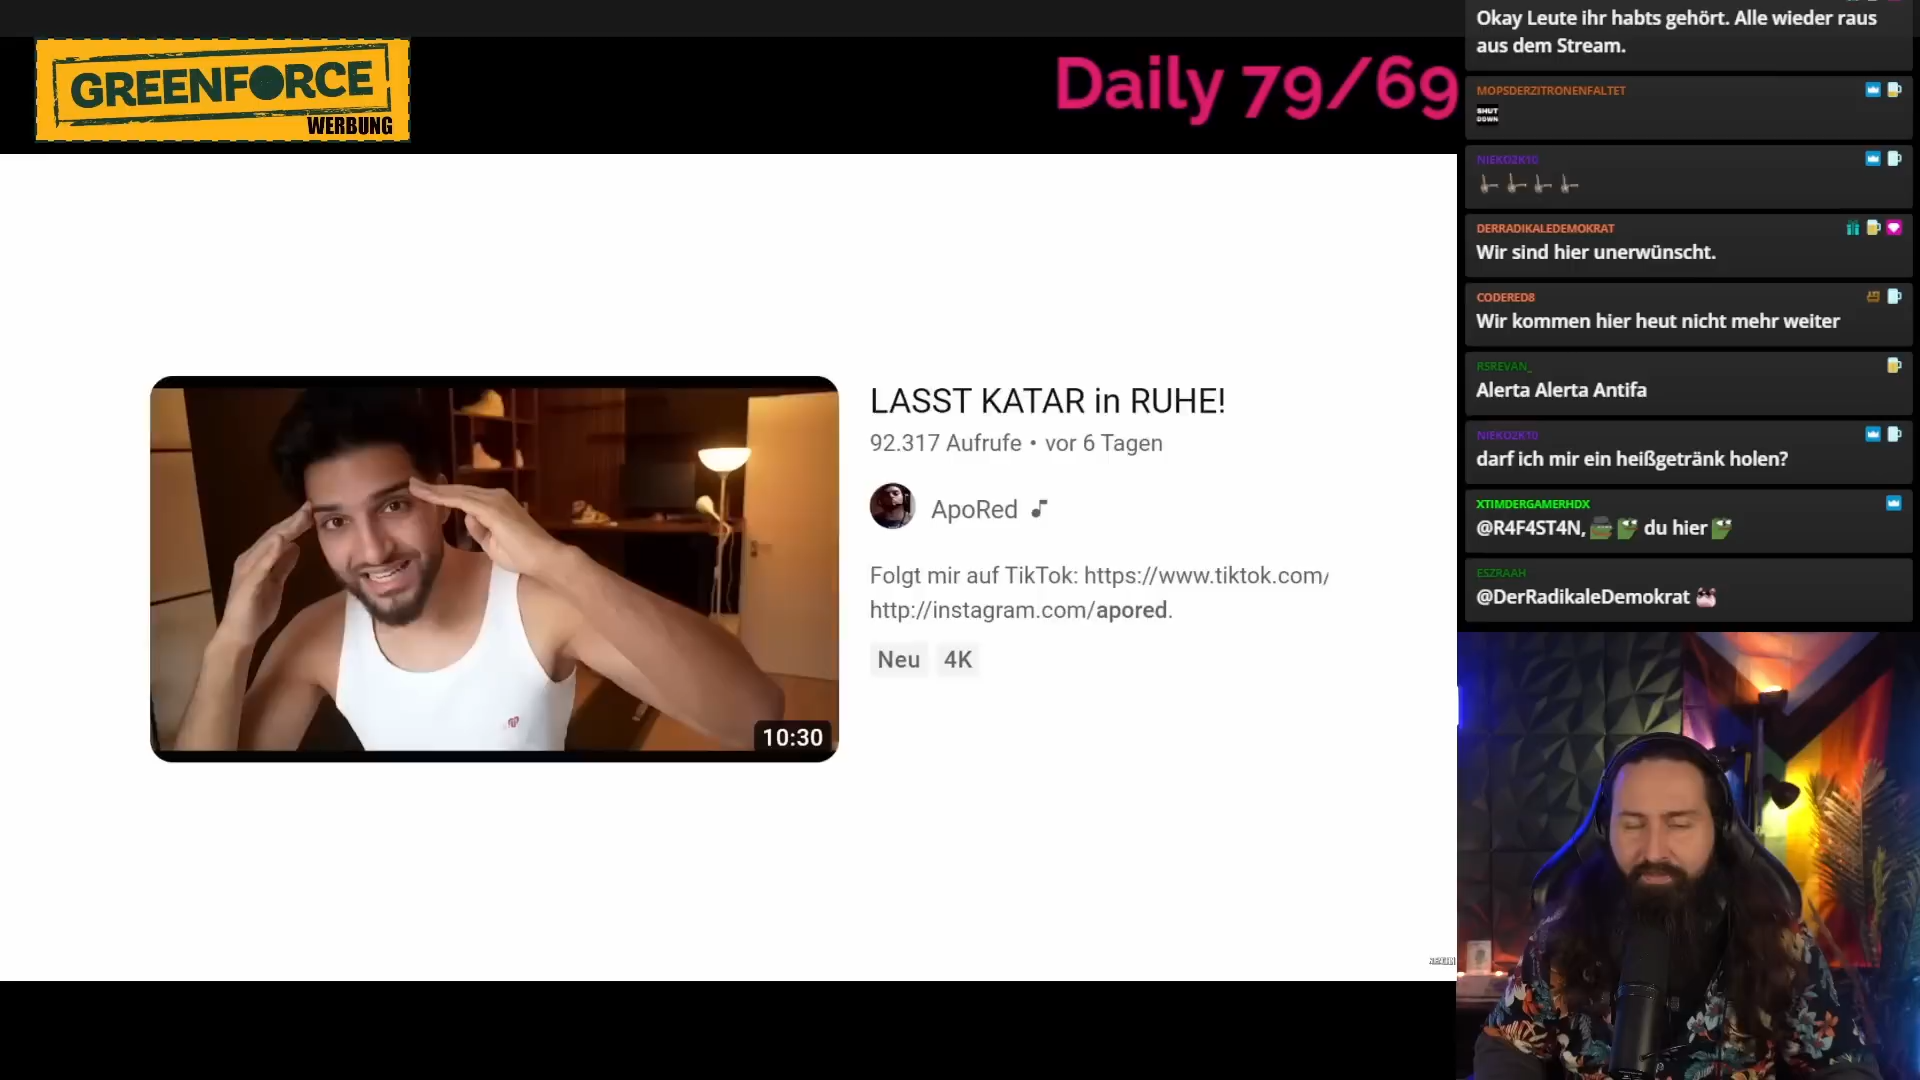 GREENFORCE
WERBUNG
Daily 79/69
LASST KATAR in RUHE!
92.317 Aufrufe • vor 6 Tagen
ApoRed
Folgt mir auf TikTok: https://www.tiktok.com/
http://instagram.com/apored.
Neu 4K
10:30
Okay Leute ihr habts gehört. Alle wieder raus
aus dem Stream.
MOPSDERZITRONENFALTET
SHUT
DOWN
NIEKO2K10
DERRADIKALEDEMOKRAT
Wir sind hier unerwünscht.
CODERED8
Wir kommen hier heut nicht mehr weiter
RSREVAN_
Alerta Alerta Antifa
NIEKO2K10
darf ich mir ein heißgetränk holen?
XTIMDERGAMERHDX
@R4F4ST4N, du hier
ESZRAAH
@DerRadikaleDemokrat